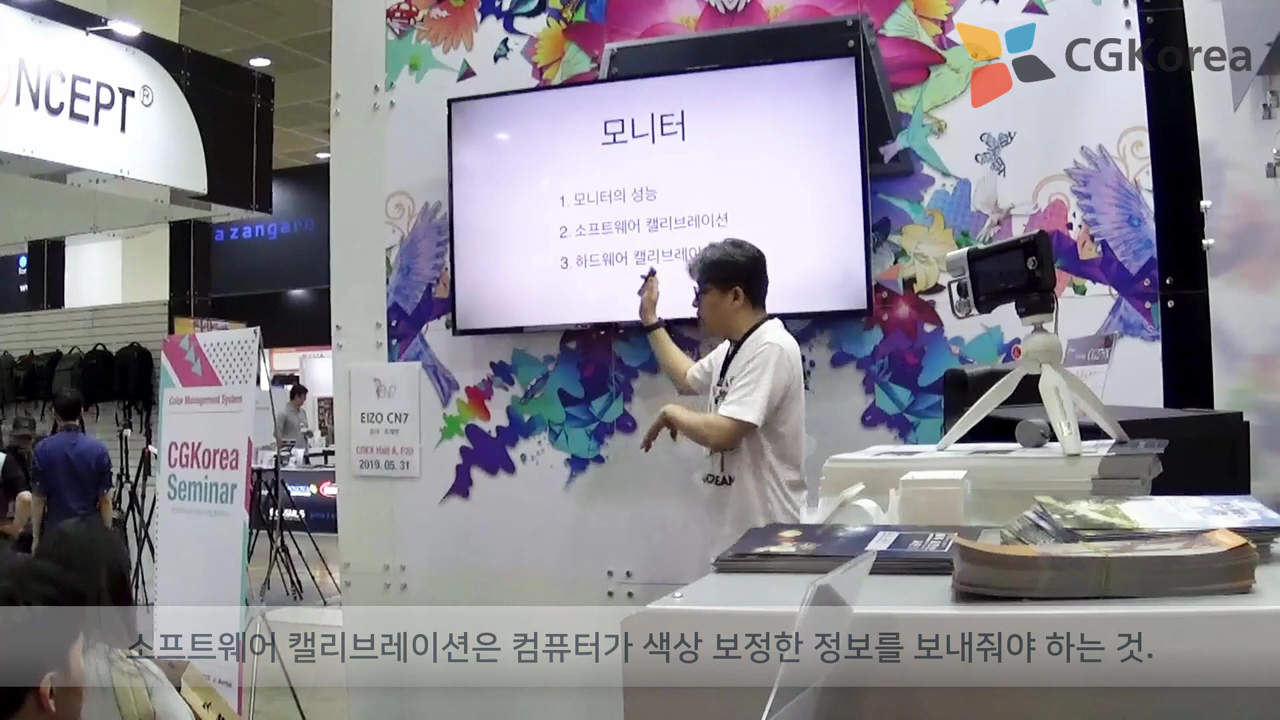 NCEPT®
CGKorea
모니터
1. 모니터의 성능
2. 소프트웨어 캘리브레이션
3. 하드웨어 캘리브레이
azangaro
Color Management System
CGKorea
Seminar
EIZO CN7
COEX Hall A, F20
2019. 05. 31
소프트웨어 캘리브레이션은 컴퓨터가 색상 보정한 정보를 보내줘야 하는 것.